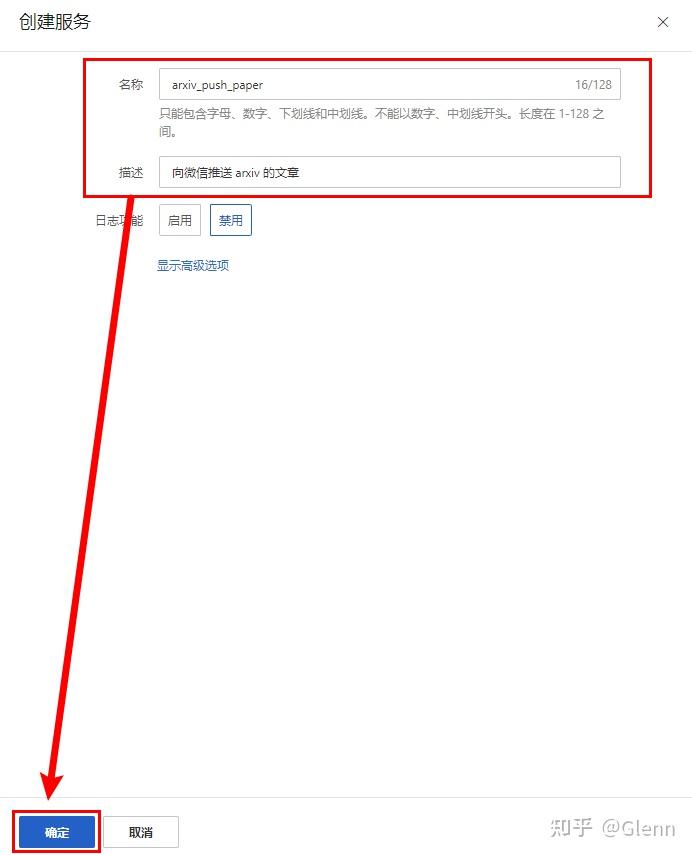 创建服务
名称 arxiv_push_paper 16/128
只能包含字母、数字、下划线和中划线。不能以数字、中划线开头。长度在 1-128 之
间。
描述 向微信推送 arxiv 的文章
日志功能 启用 禁用
显示高级选项
确定 取消
知乎 @Glenn